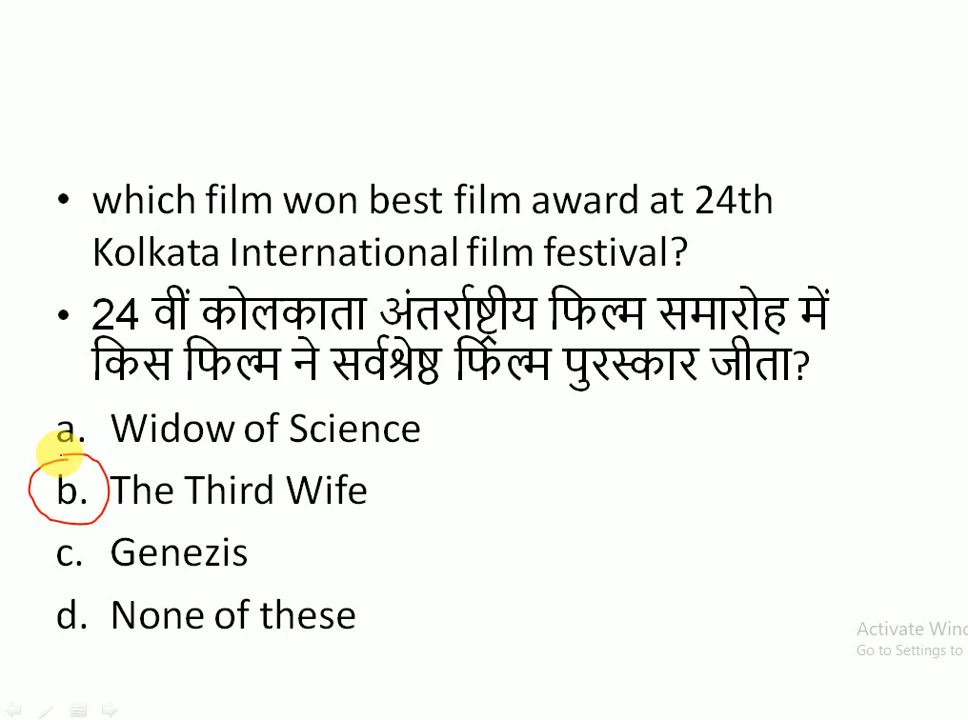 • which film won best film award at 24th
Kolkata International film festival?
• 24 वीं कोलकाता अंतर्राष्ट्रीय फिल्म समारोह में
किस फिल्म ने सर्वश्रेष्ठ फिल्म पुरस्कार जीता?
a. Widow of Science
b. The Third Wife
c. Genezis
d. None of these
Activate Wind
Go to Settings to